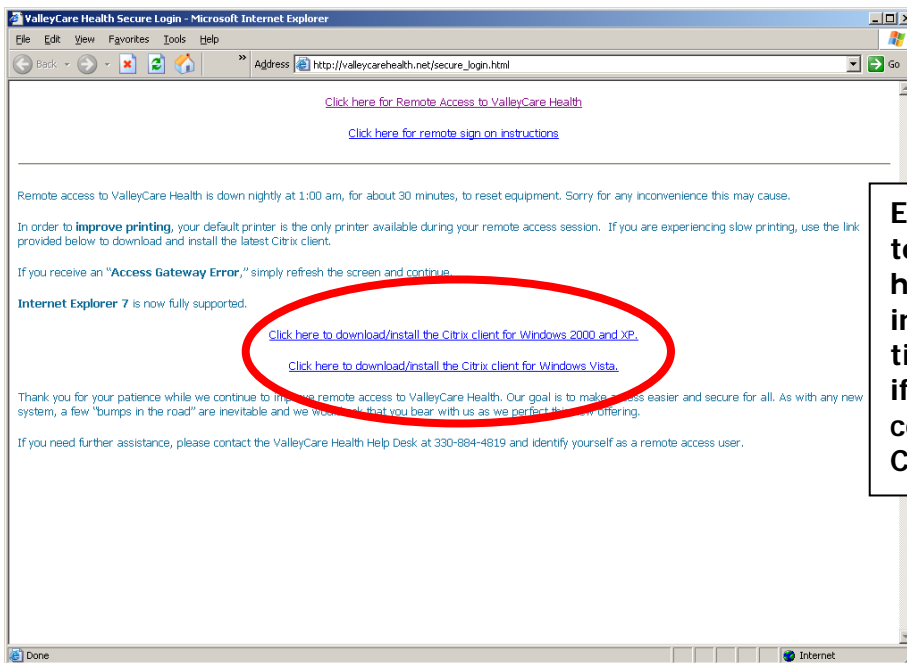 ValleyCare Health Secure Login - Microsoft Internet Explorer
File Edit View Favorites Tools Help
Back » Address http://valleycarehealth.net/secure_login.html Go
Click here for Remote Access to ValleyCare Health
Click here for remote sign on instructions
Remote access to ValleyCare Health is down nightly at 1:00 am, for about 30 minutes, to reset equipment. Sorry for any inconvenience this may cause.
In order to improve printing, your default printer is the only printer available during your remote access session. If you are experiencing slow printing, use the link
provided below to download and install the latest Citrix client.
If you receive an "Access Gateway Error," simply refresh the screen and continue.
Internet Explorer 7 is now fully supported.
Click here to download/install the Citrix client for Windows 2000 and XP.
Click here to download/install the Citrix client for Windows Vista.
Thank you for your patience while we continue to improve remote access to ValleyCare Health. Our goal is to make access easier and secure for all. As with any new
system, a few "bumps in the road" are inevitable and we would ask that you bear with us as we perfect this new offering.
If you need further assistance, please contact the ValleyCare Health Help Desk at 330-884-4819 and identify yourself as a remote access user.
Done Internet
E
h
in
ti
if
C